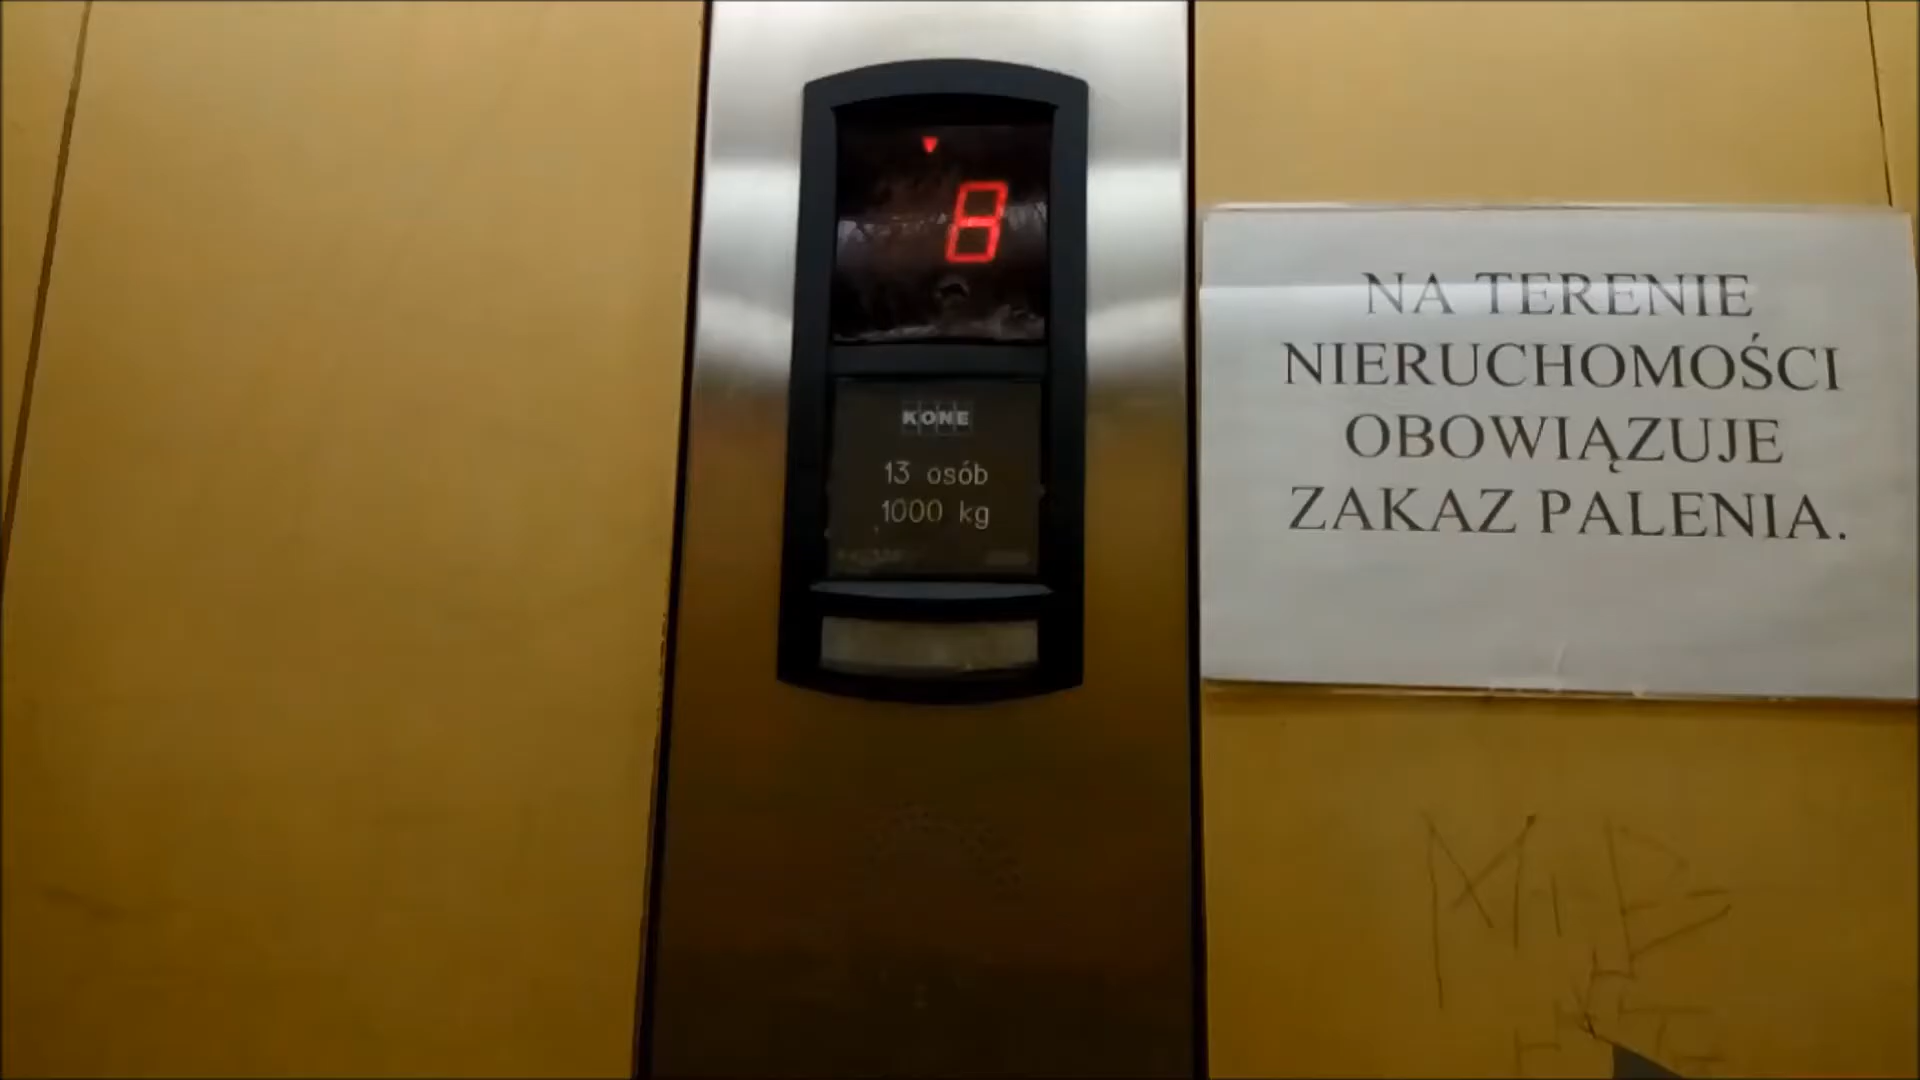 8
KONE
13 osób
1000 kg
NA TERENIE
NIERUCHOMOŚCI
OBOWIĄZUJE
ZAKAZ PALENIA.